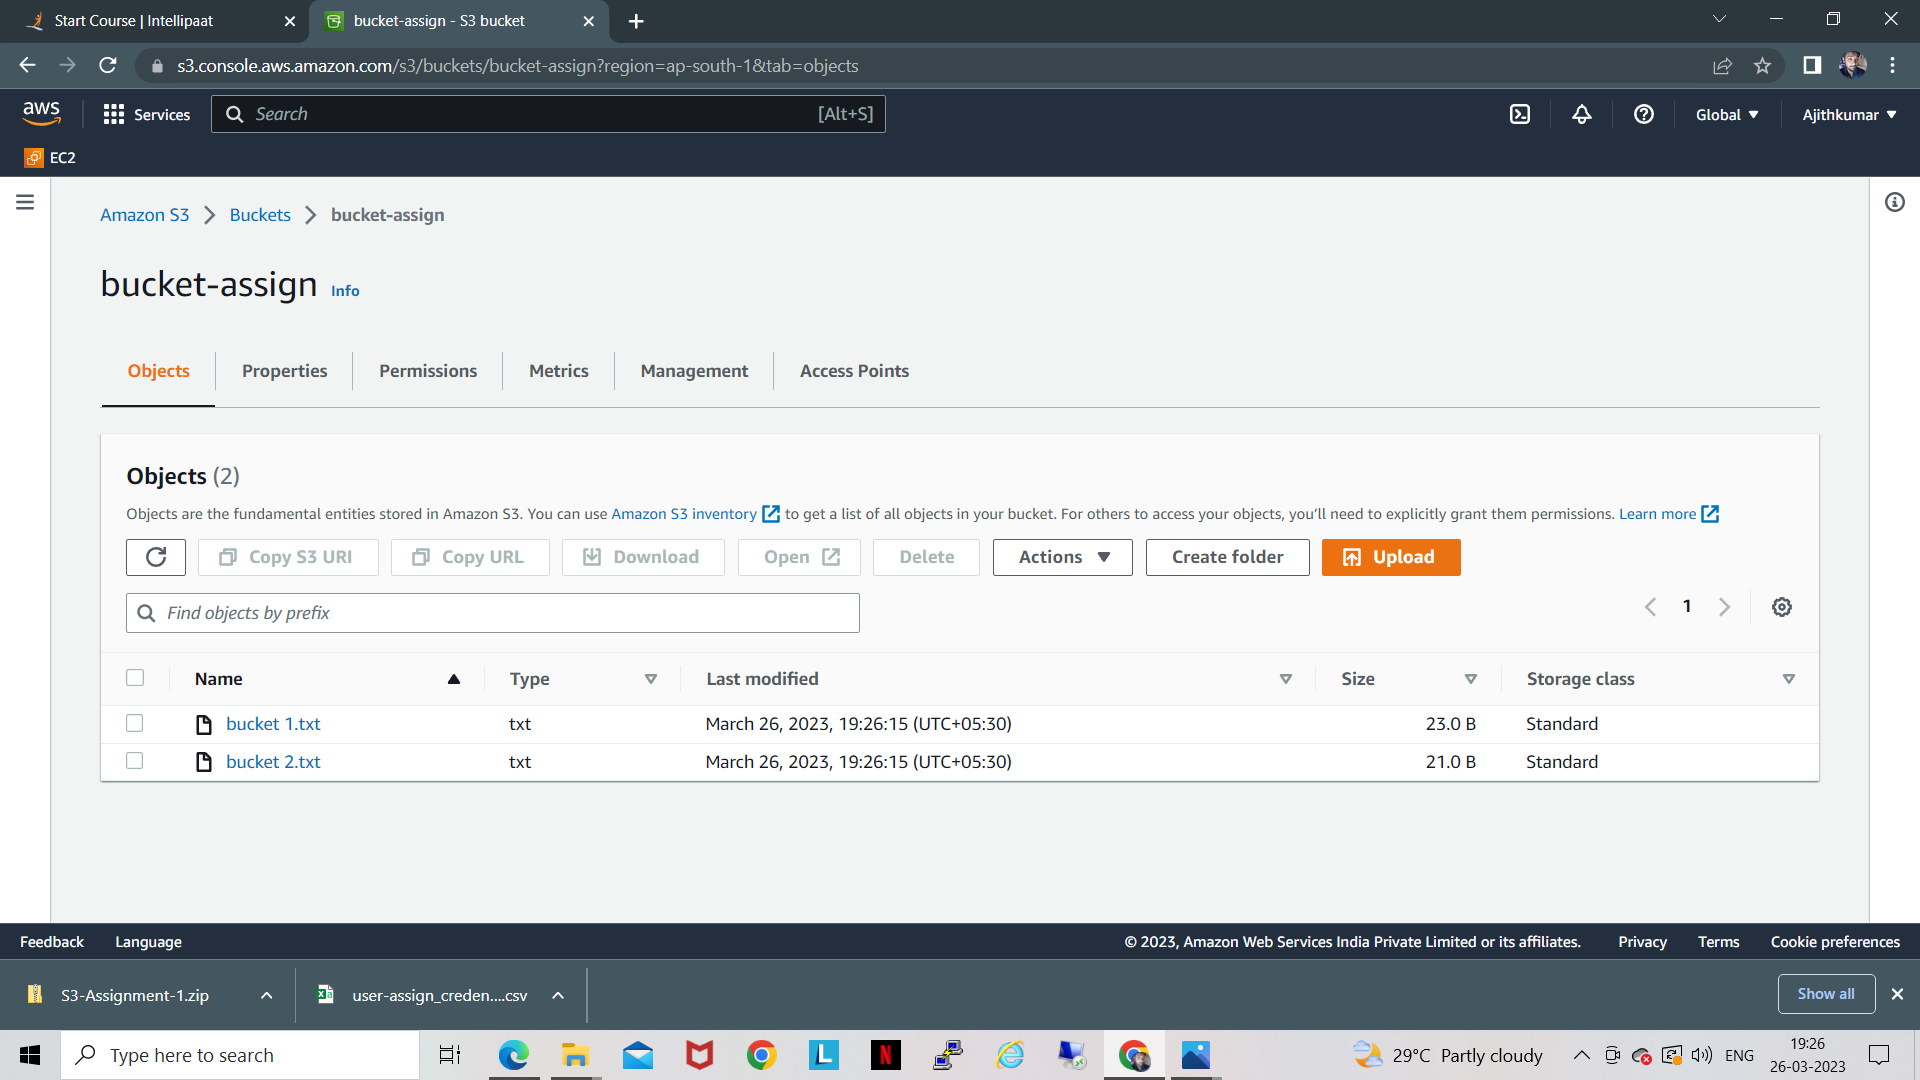 Start Course | Intellipaat
bucket-assign - S3 bucket
s3.console.aws.amazon.com/s3/buckets/bucket-assign?region=ap-south-1&tab=objects
aws
Services
Search
[Alt+S]
Global
Ajithkumar
EC2
Amazon S3
Buckets
bucket-assign
bucket-assign Info
Objects
Properties
Permissions
Metrics
Management
Access Points
Objects (2)
Objects are the fundamental entities stored in Amazon S3. You can use Amazon S3 inventory to get a list of all objects in your bucket. For others to access your objects, you'll need to explicitly grant them permissions. Learn more
Copy S3 URI
Copy URL
Download
Open
Delete
Actions
Create folder
Upload
Find objects by prefix
1
Name Type Last modified Size Storage class
bucket 1.txt txt March 26, 2023, 19:26:15 (UTC+05:30) 23.0 B Standard
bucket 2.txt txt March 26, 2023, 19:26:15 (UTC+05:30) 21.0 B Standard
Feedback Language © 2023, Amazon Web Services India Private Limited or its affiliates. Privacy Terms Cookie preferences
S3-Assignment-1.zip
user-assign_creden....csv
Show all
Type here to search
L
N
29°C Partly cloudy
ENG
19:26
26-03-2023